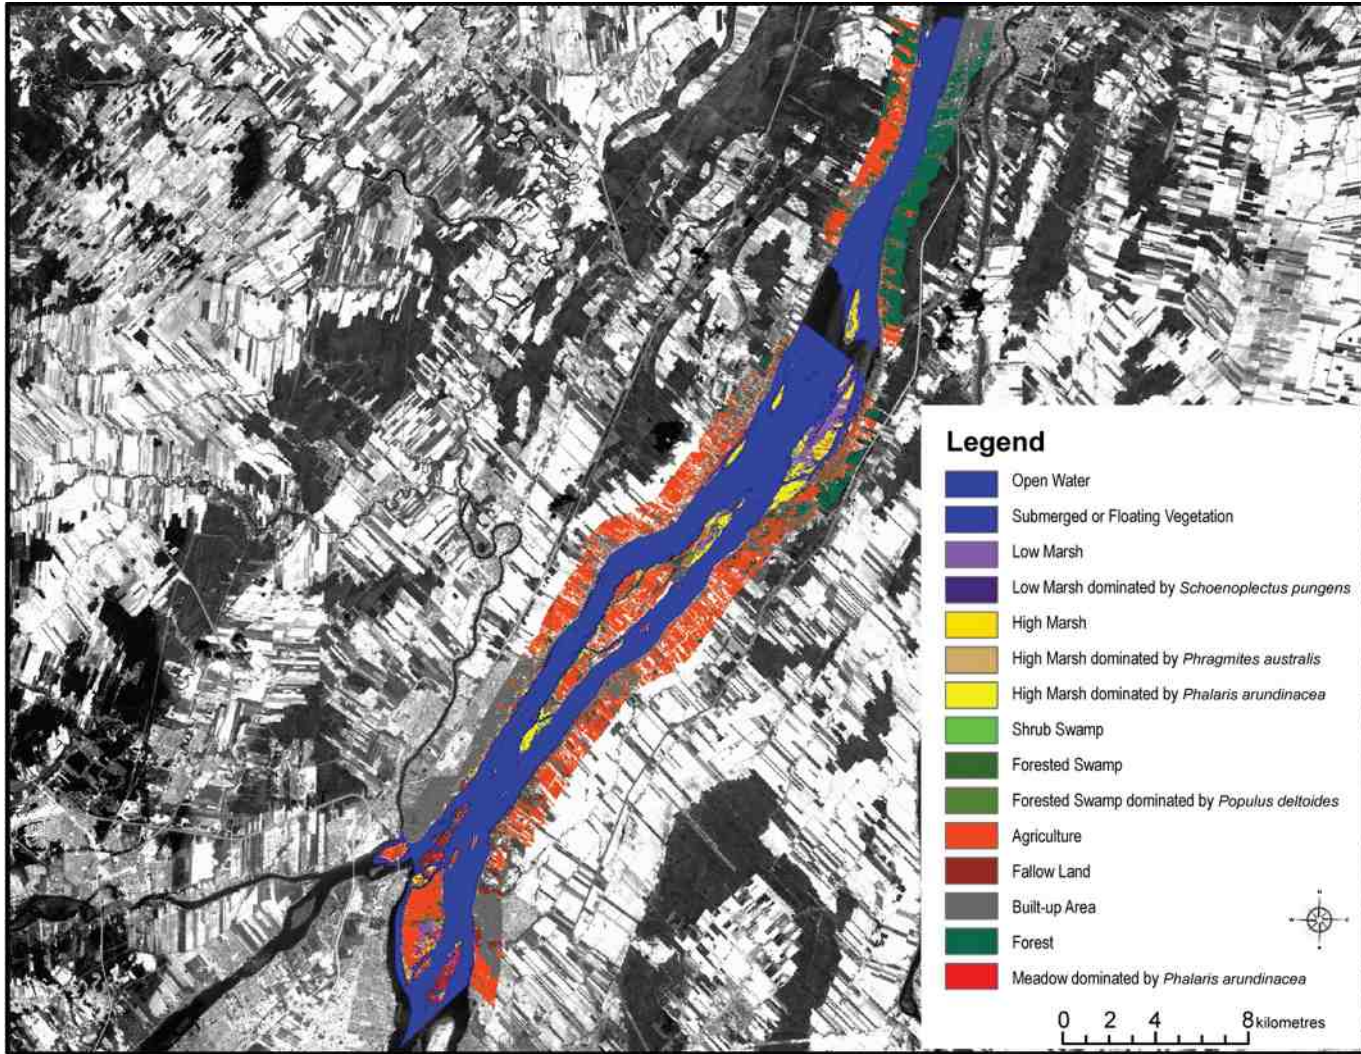 Legend
Open Water
Submerged or Floating Vegetation
Low Marsh
Low Marsh dominated by Schoenoplectus pungens
High Marsh
High Marsh dominated by Phragmites australis
High Marsh dominated by Phalaris arundinacea
Shrub Swamp
Forested Swamp
Forested Swamp dominated by Populus deltoides
Agriculture
Fallow Land
Built-up Area
Forest
Meadow dominated by Phalaris arundinacea
0 2 4 8 kilometres